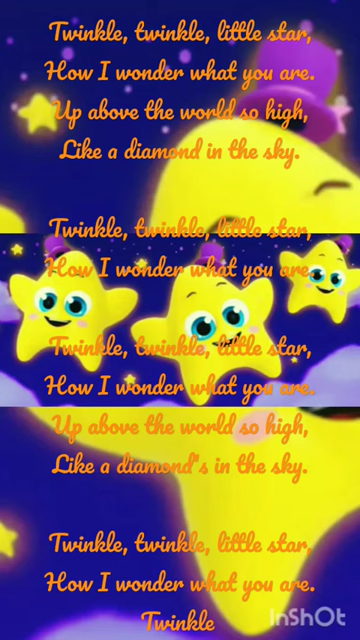 Twinkle, twinkle, little star,
How I wonder what you are.
Up above the world so high,
Like a diamond in the sky.
Twinkle, twinkle, little star,
How I wonder what you are.
Twinkle, twinkle, little star,
How I wonder what you are.
Up above the world so high,
Like a diamond's in the sky.
Twinkle, twinkle, little star,
How I wonder what you are.
Twinkle
InShOt